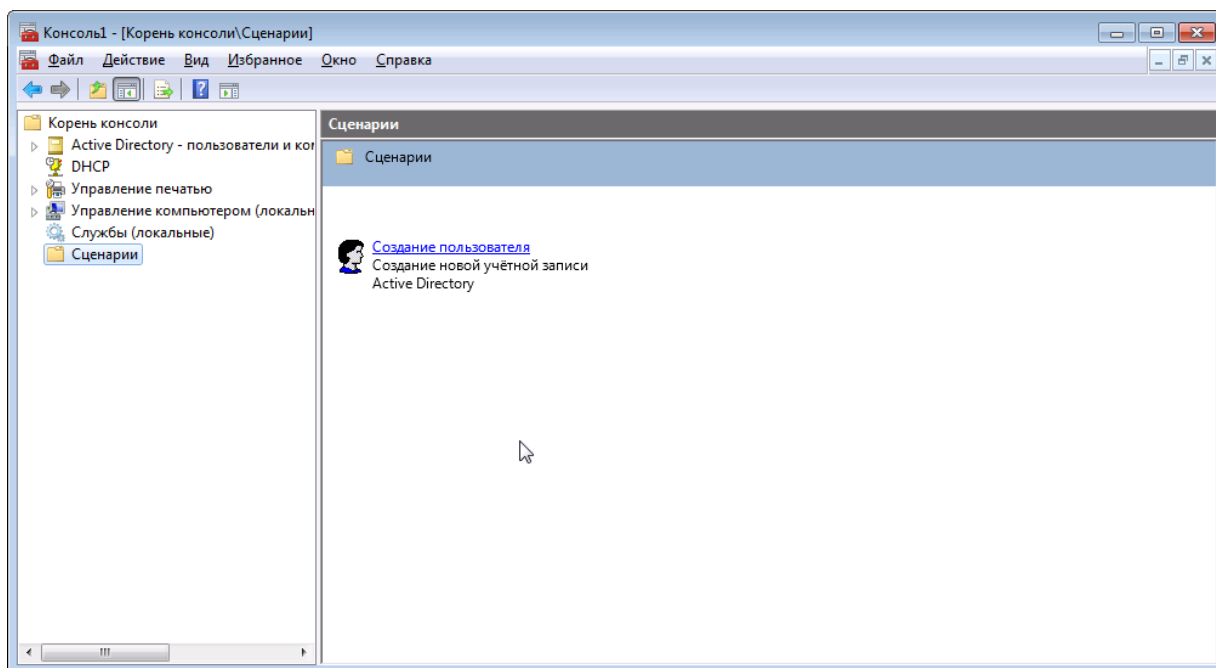 Консоль1 - [Корень консоли\Сценарии]
Файл Действие Вид Избранное Окно Справка
Корень консоли
Active Directory - пользователи и ком
DHCP
Управление печатью
Управление компьютером (локальн
Службы (локальные)
Сценарии
Сценарии
Сценарии
Создание пользователя
Создание новой учётной записи
Active Directory